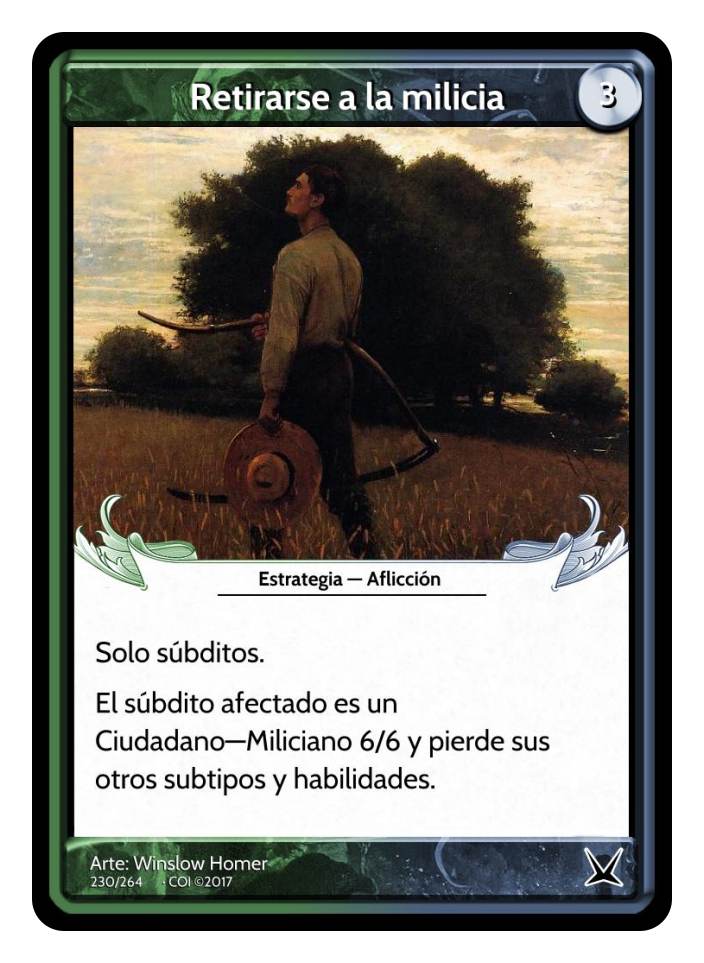 Retirarse a la milicia
3
Estrategia — Aflicción
Solo súbditos.
El súbdito afectado es un
Ciudadano—Miliciano 6/6 y pierde sus
otros subtipos y habilidades.
Arte: Winslow Homer
230/264 · COI ©2017